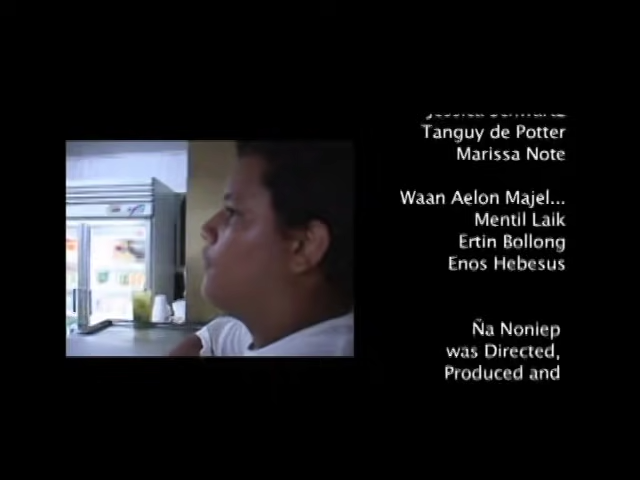 Tanguy de Potter
Marissa Note
Waan Aelon Majel...
Mentil Laik
Ertin Bollong
Enos Hebesus
Ña Noniep
was Directed,
Produced and